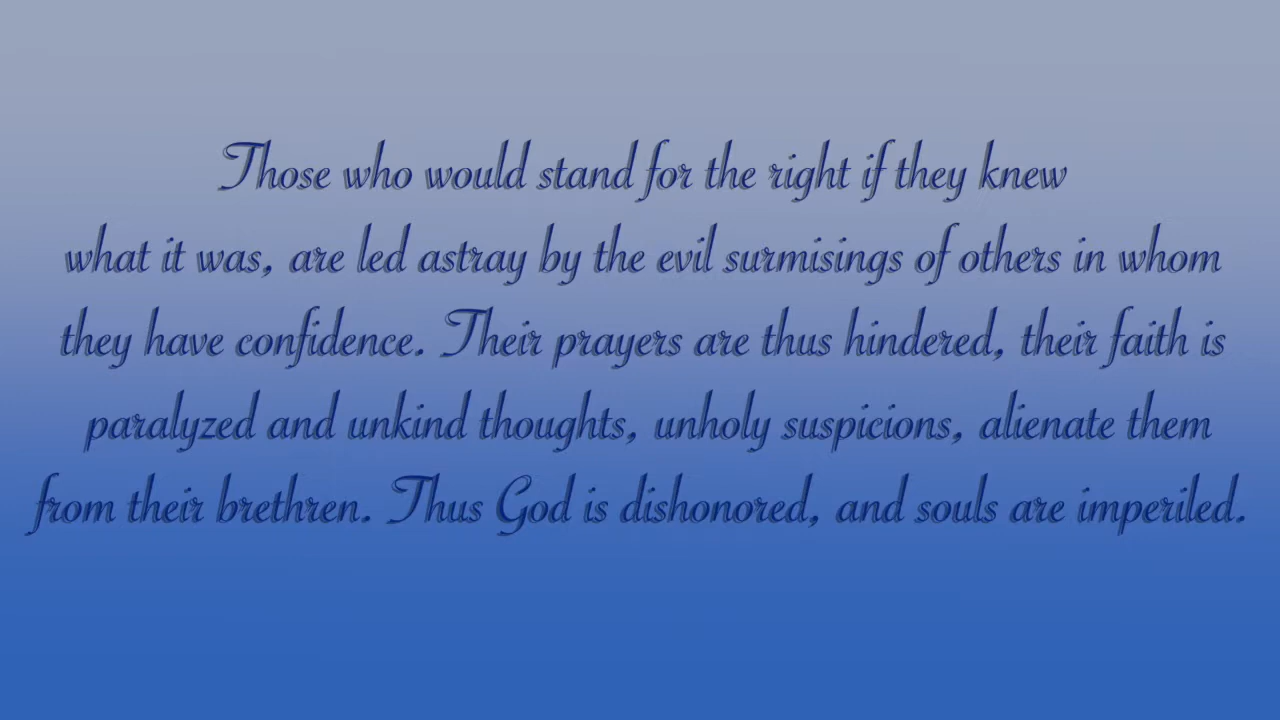 Those who would stand for the right if they knew
what it was, are led astray by the evil surmisings of others in whom
they have confidence. Their prayers are thus hindered, their faith is
paralyzed and unkind thoughts, unholy suspicions, alienate them
from their brethren. Thus God is dishonored, and souls are imperiled.